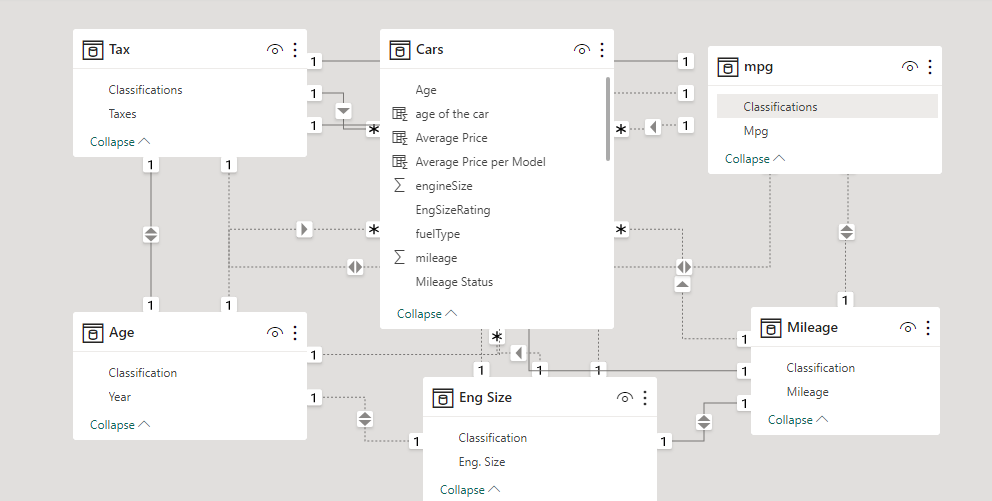 Tax
Classifications
Taxes
Collapse
Cars
Age
age of the car
Average Price
Average Price per Model
engineSize
EngSizeRating
fuelType
mileage
Mileage Status
Collapse
mpg
Classifications
Mpg
Collapse
1
1
1
*
1
1
1
*
1
1
*
*
1
1
1
Age
Classification
Year
Collapse
1
1
*
1
1
1
1
Eng Size
Classification
Eng. Size
Collapse
1
1
1
1
1
Mileage
Classification
Mileage
Collapse